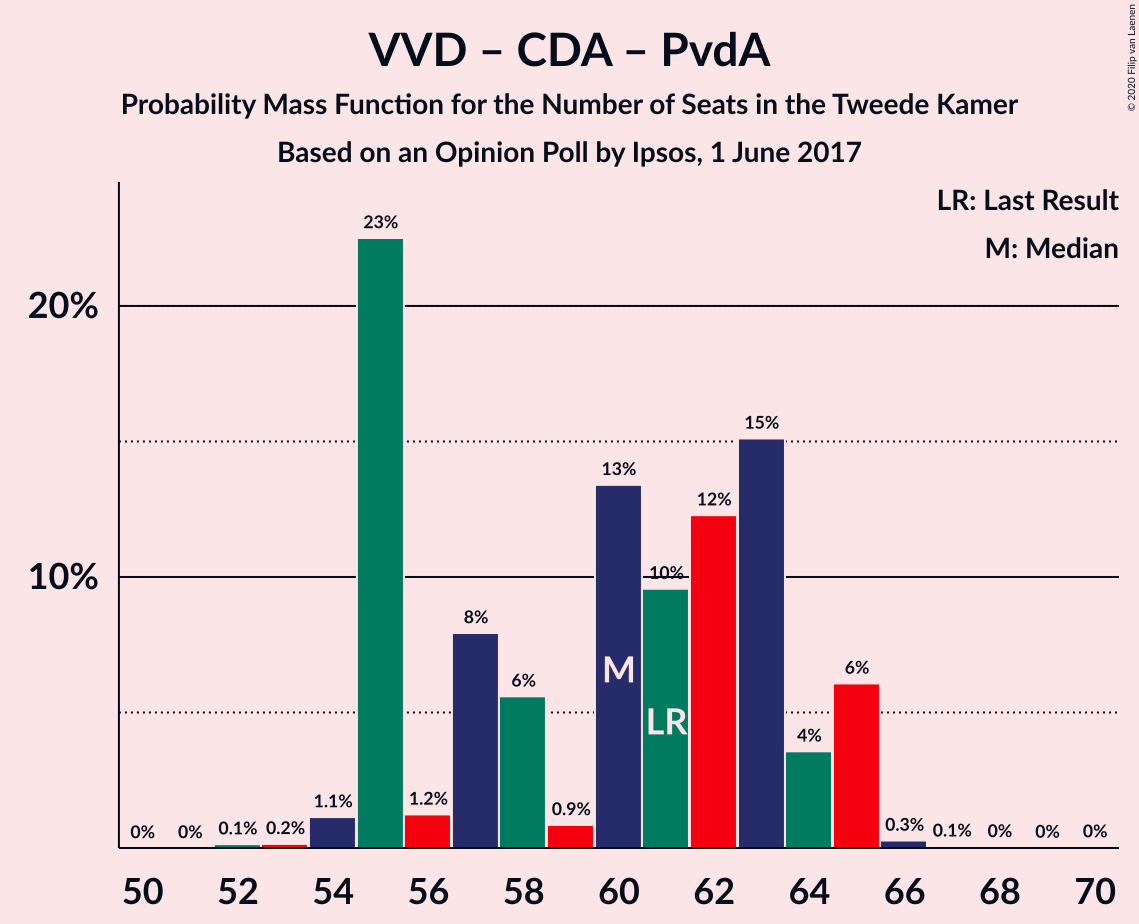 VVD – CDA – PvdA
Probability Mass Function for the Number of Seats in the Tweede Kamer
Based on an Opinion Poll by Ipsos, 1 June 2017
© 2020 Filip van Laenen
LR: Last Result
M: Median
20%
10%
0% 0% 0.1% 0.2% 1.1% 23% 1.2% 8% 6% 0.9% 13% 10% 12% 15% 4% 6% 0.3% 0.1% 0% 0% 0%
M
LR
50 52 54 56 58 60 62 64 66 68 70